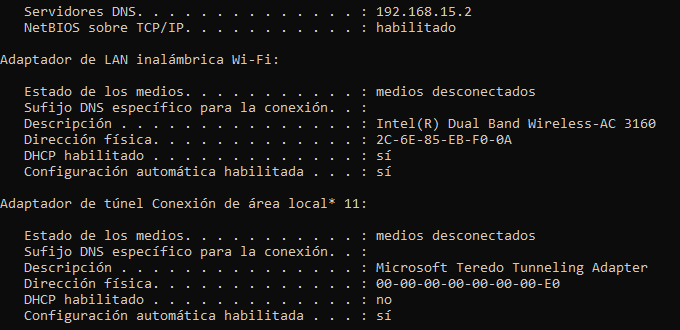 Servidores DNS. . . . . . . . . . . . . . : 192.168.15.2
NetBIOS sobre TCP/IP. . . . . . . . . . . : habilitado
Adaptador de LAN inalámbrica Wi-Fi:
Estado de los medios. . . . . . . . . . . : medios desconectados
Sufijo DNS específico para la conexión. . :
Descripción . . . . . . . . . . . . . . . : Intel(R) Dual Band Wireless-AC 3160
Dirección física. . . . . . . . . . . . . : 2C-6E-85-EB-F0-0A
DHCP habilitado . . . . . . . . . . . . . : sí
Configuración automática habilitada . . . : sí
Adaptador de túnel Conexión de área local* 11:
Estado de los medios. . . . . . . . . . . : medios desconectados
Sufijo DNS específico para la conexión. . :
Descripción . . . . . . . . . . . . . . . : Microsoft Teredo Tunneling Adapter
Dirección física. . . . . . . . . . . . . : 00-00-00-00-00-00-00-E0
DHCP habilitado . . . . . . . . . . . . . : no
Configuración automática habilitada . . . : sí